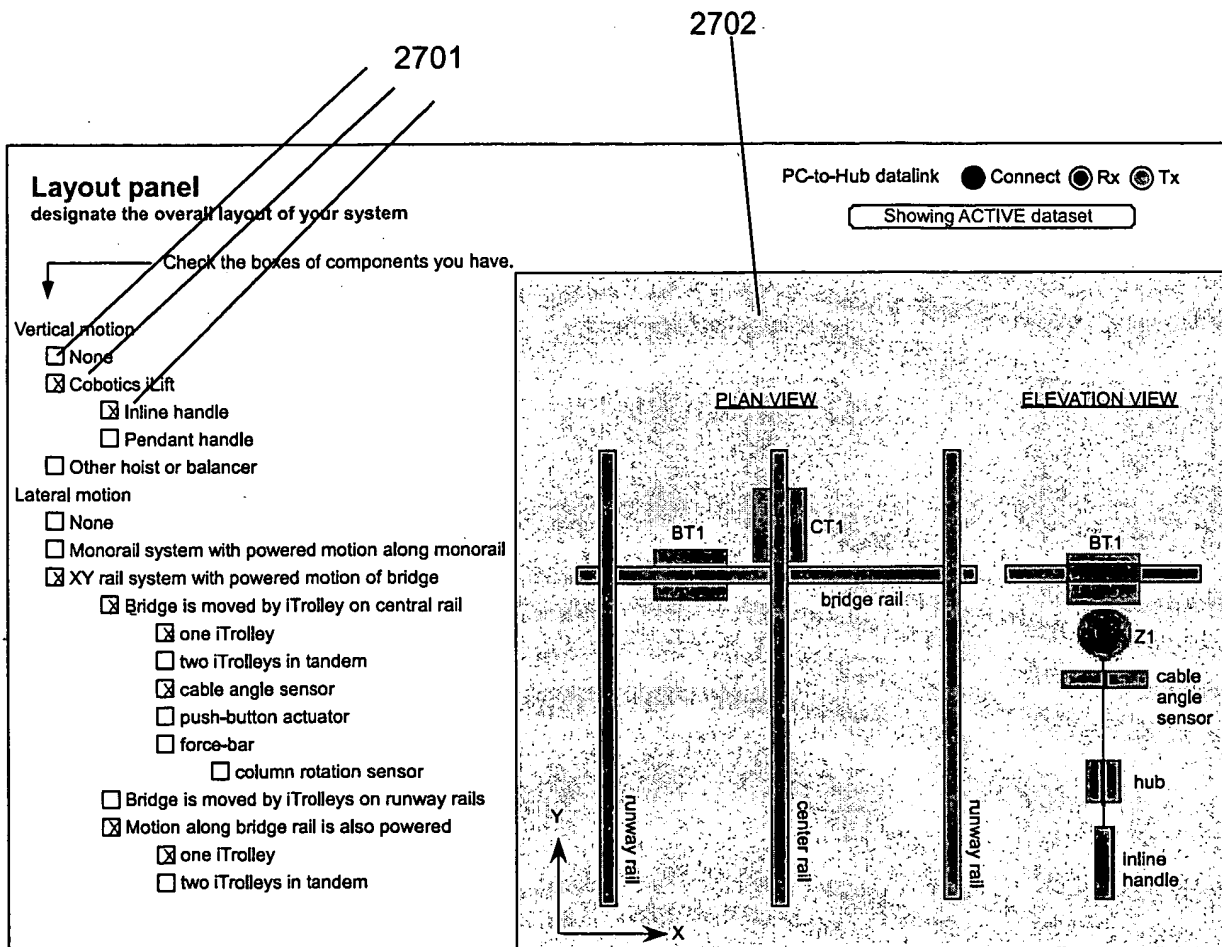 2701
2702
Layout panel
designate the overall layout of your system
PC-to-Hub datalink Connect Rx Tx
Showing ACTIVE dataset
Check the boxes of components you have.
Vertical motion
None
Cobotics iLift
Inline handle
Pendant handle
Other hoist or balancer
Lateral motion
None
Monorail system with powered motion along monorail
XY rail system with powered motion of bridge
Bridge is moved by iTrolley on central rail
one iTrolley
two iTrolleys in tandem
cable angle sensor
push-button actuator
force-bar
column rotation sensor
Bridge is moved by iTrolleys on runway rails
Motion along bridge rail is also powered
one iTrolley
two iTrolleys in tandem
PLAN VIEW
BT1
CT1
bridge rail
runway rail
center rail
runway rail
Y
X
ELEVATION VIEW
BT1
Z1
cable
angle
sensor
hub
inline
handle